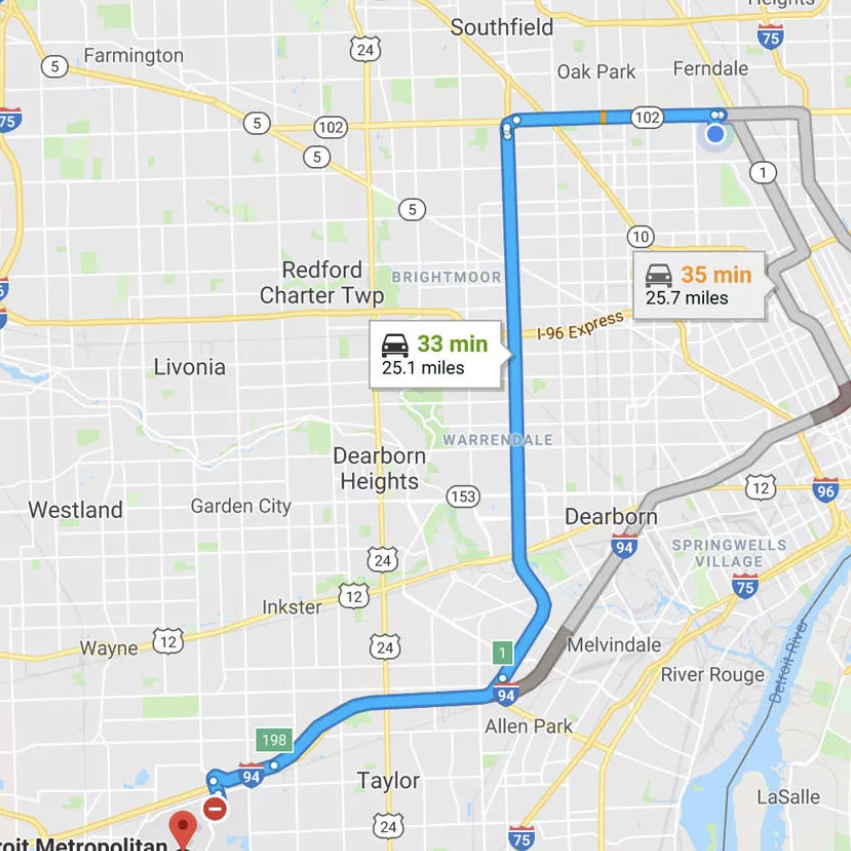 Heights
Southfield
75
24
Farmington
5
Oak Park
Ferndale
75
102
5
102
5
1
5
10
Redford
Charter Twp
BRIGHTMOOR
35 min
25.7 miles
I-96 Express
33 min
25.1 miles
Livonia
WARRENDALE
Dearborn
Heights
153
12
96
Westland
Garden City
Dearborn
94
SPRINGWELLS
VILLAGE
24
75
12
Inkster
Wayne
12
24
1
Melvindale
Detroit River
River Rouge
94
Allen Park
198
94
Taylor
LaSalle
24
75
roit Metropolitan